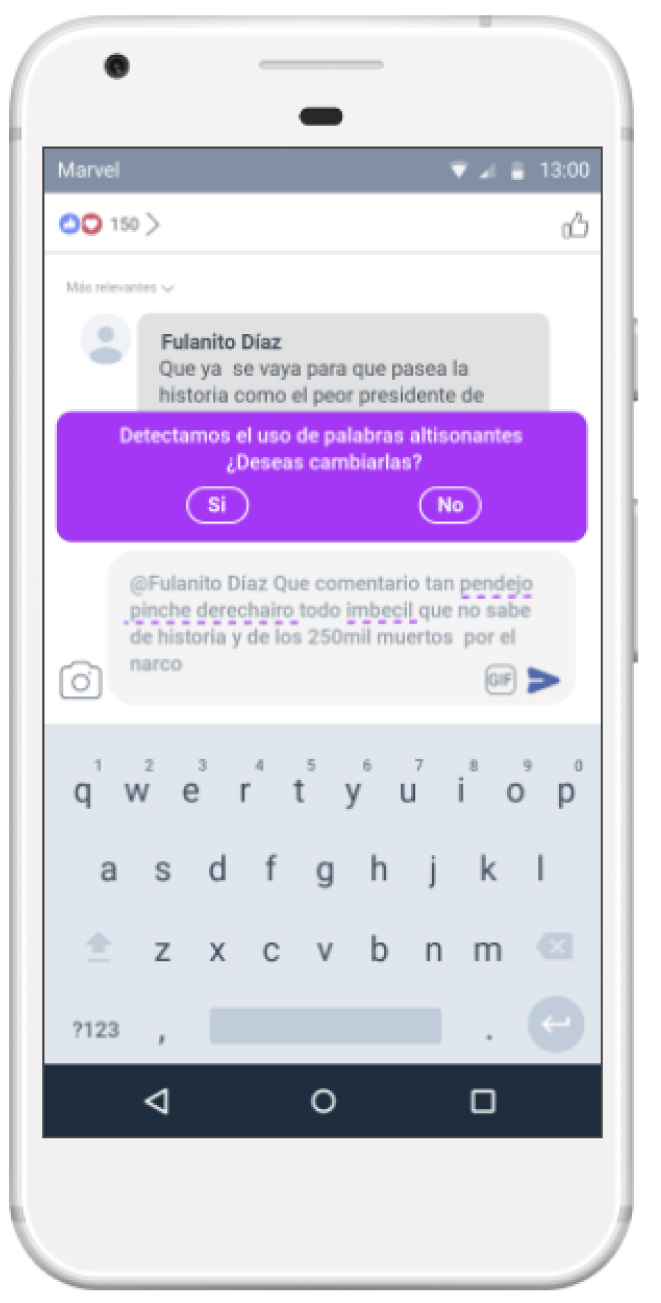 Marvel 13:00
150
Más relevantes
Fulanito Díaz
Que ya se vaya para que pasea la
historia como el peor presidente de
Detectamos el uso de palabras altisonantes
¿Deseas cambiarlas?
Si No
@Fulanito Díaz Que comentario tan pendejo
pinche derechairo todo imbecil que no sabe
de historia y de los 250mil muertos por el
narco
GIF
1 2 3 4 5 6 7 8 9 0
q w e r t y u i o p
a s d f g h j k l
z x c v b n m
?123 , .